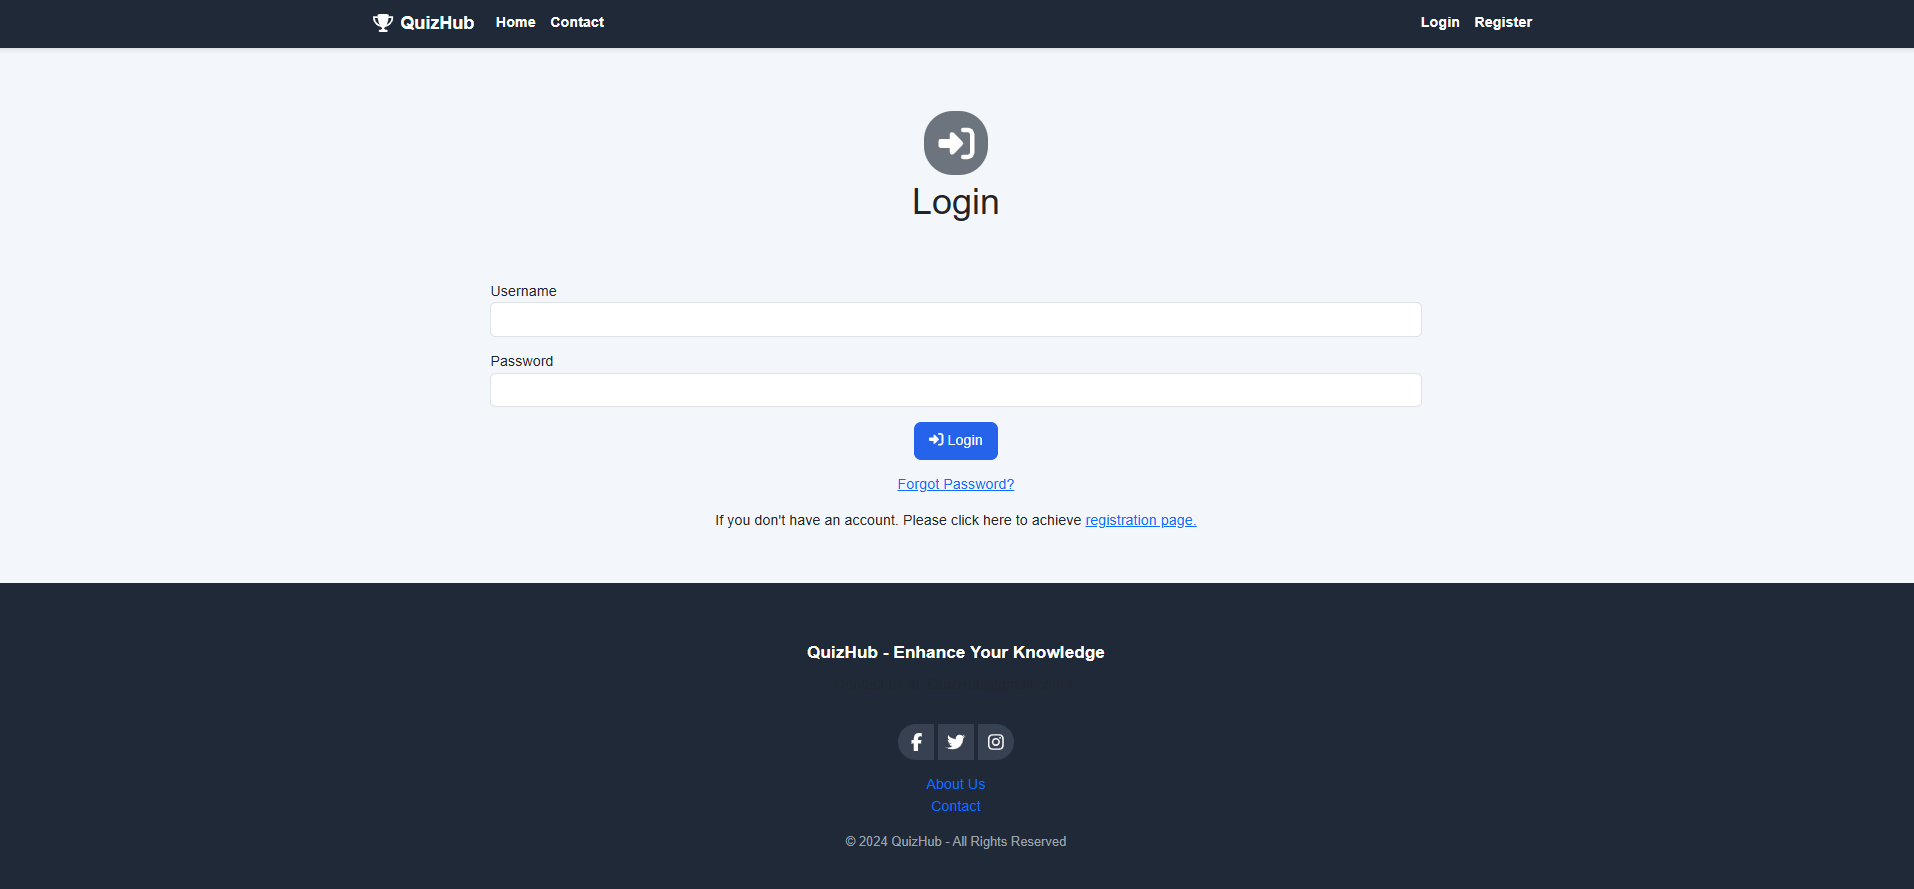 QuizHub Home Contact Login Register
Login
Username
Password
Login
Forgot Password?
If you don't have an account. Please click here to achieve registration page.
QuizHub - Enhance Your Knowledge
About Us
Contact
© 2024 QuizHub - All Rights Reserved